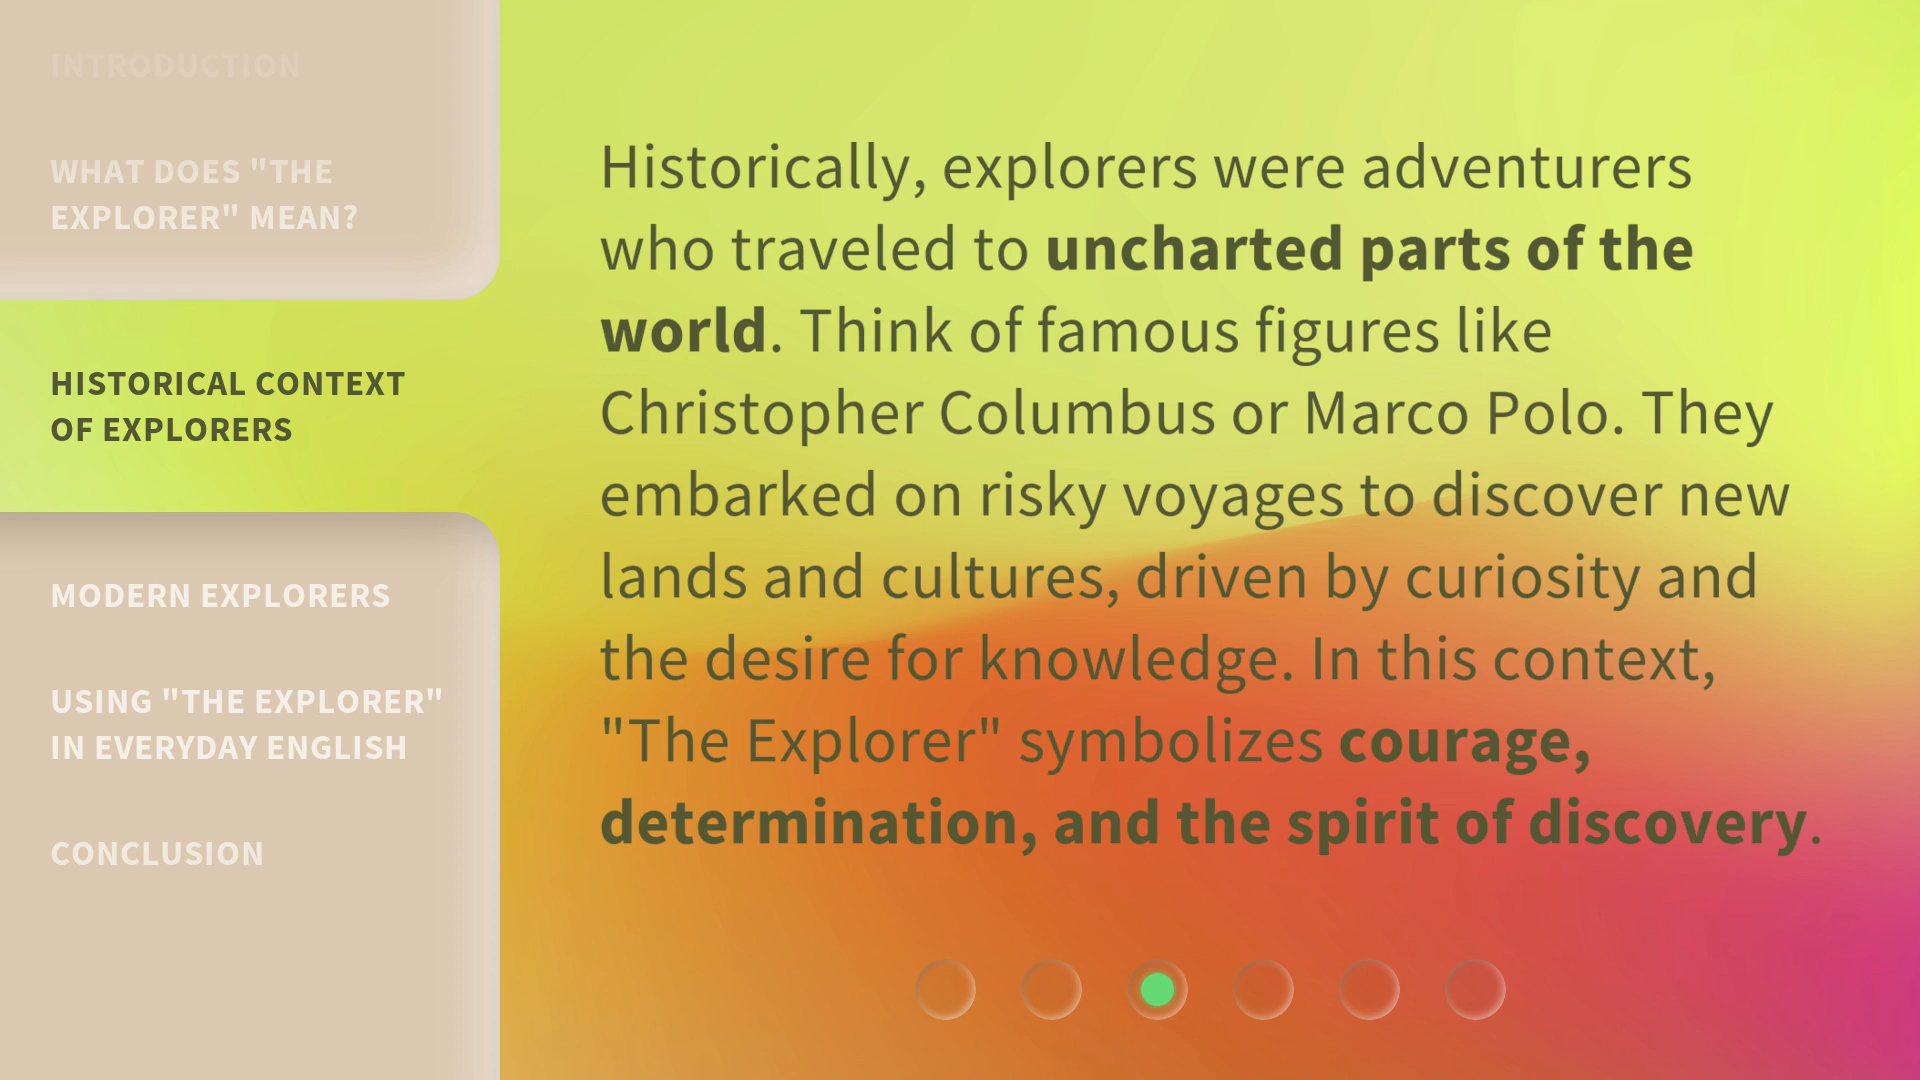 INTRODUCTION
WHAT DOES "THE
EXPLORER" MEAN?
HISTORICAL CONTEXT
OF EXPLORERS
MODERN EXPLORERS
USING "THE EXPLORER"
IN EVERYDAY ENGLISH
CONCLUSION
Historically, explorers were adventurers
who traveled to uncharted parts of the
world. Think of famous figures like
Christopher Columbus or Marco Polo. They
embarked on risky voyages to discover new
lands and cultures, driven by curiosity and
the desire for knowledge. In this context,
"The Explorer" symbolizes courage,
determination, and the spirit of discovery.